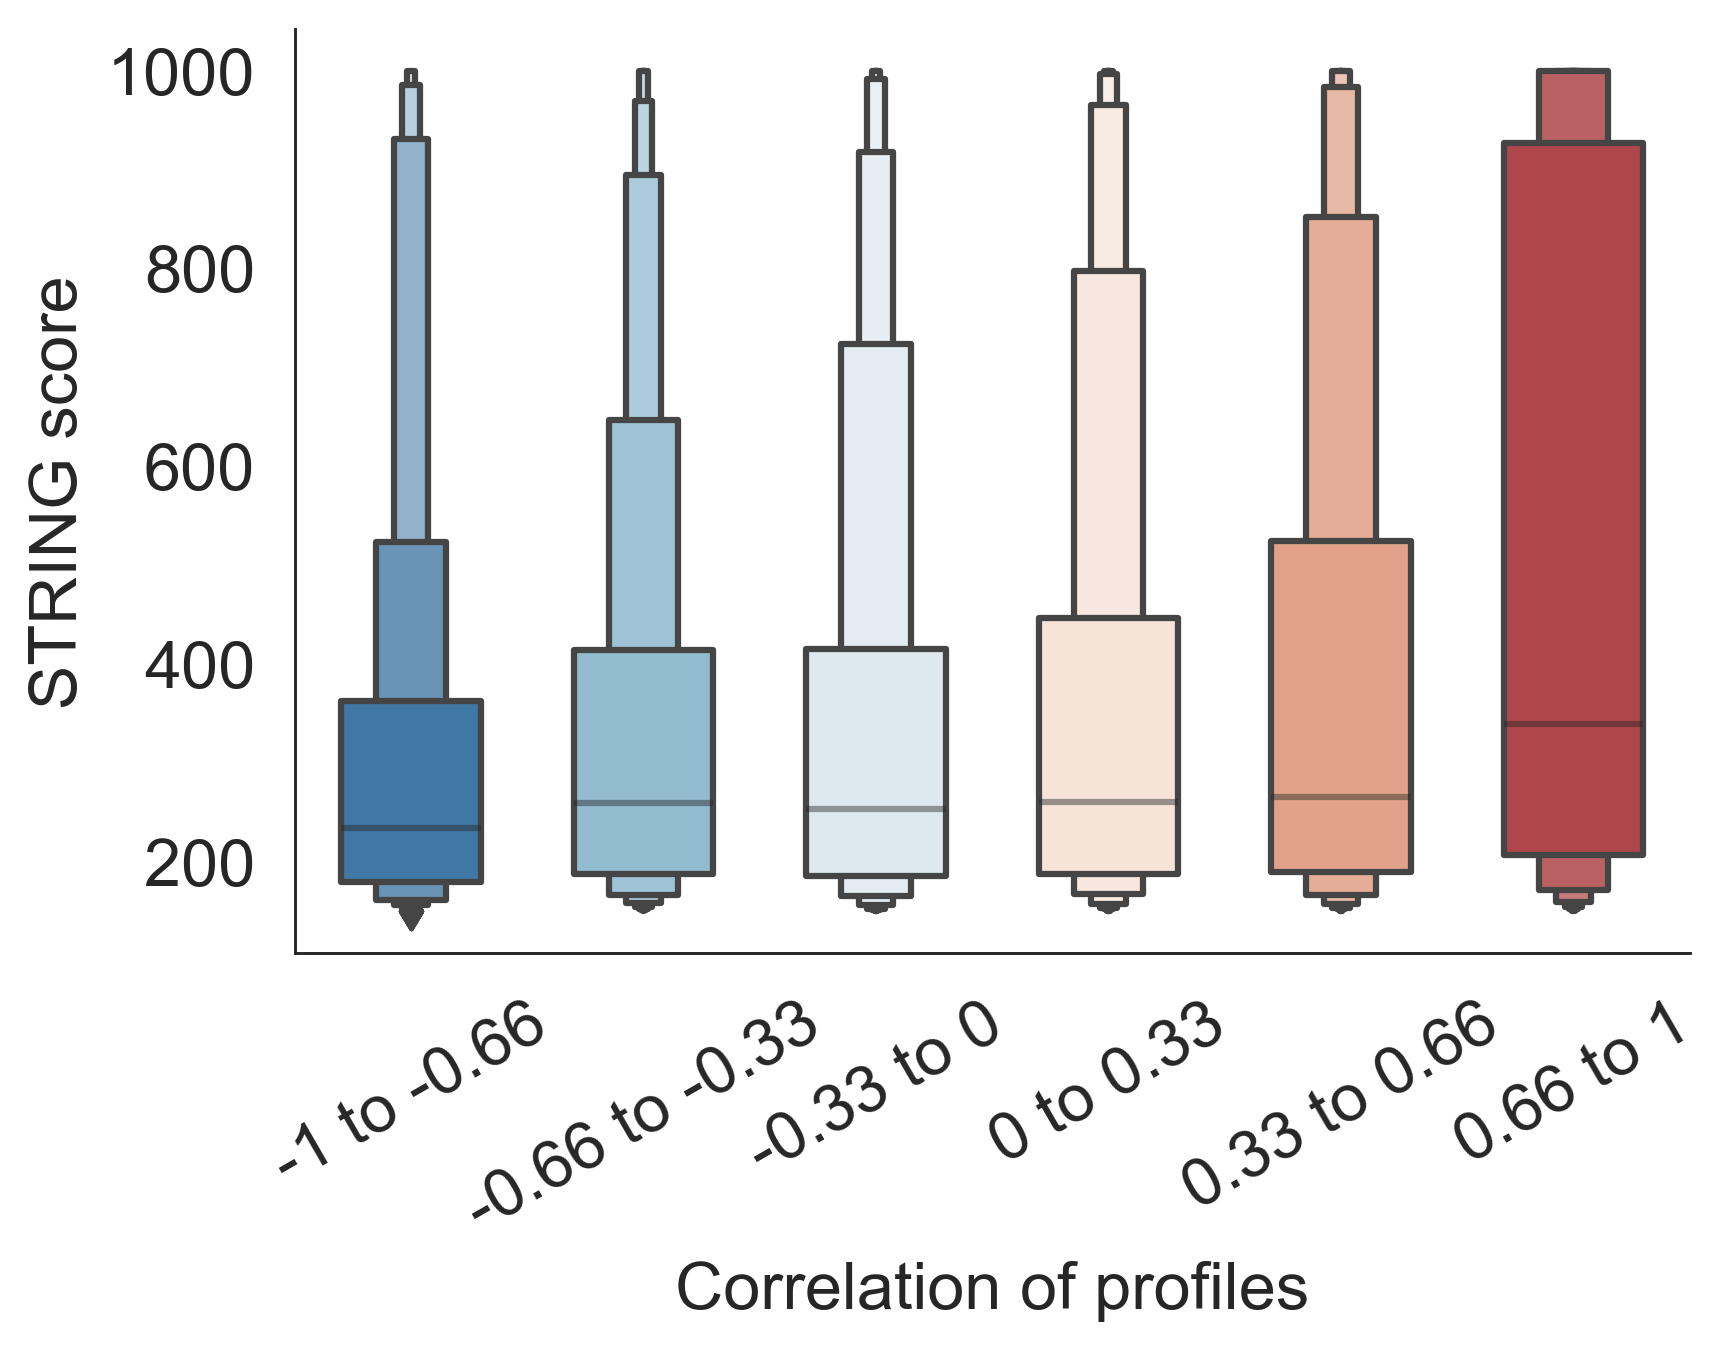 1000
800
600
400
200
STRING score
-1 to -0.66
-0.66 to -0.33
-0.33 to 0
0 to 0.33
0.33 to 0.66
0.66 to 1
Correlation of profiles